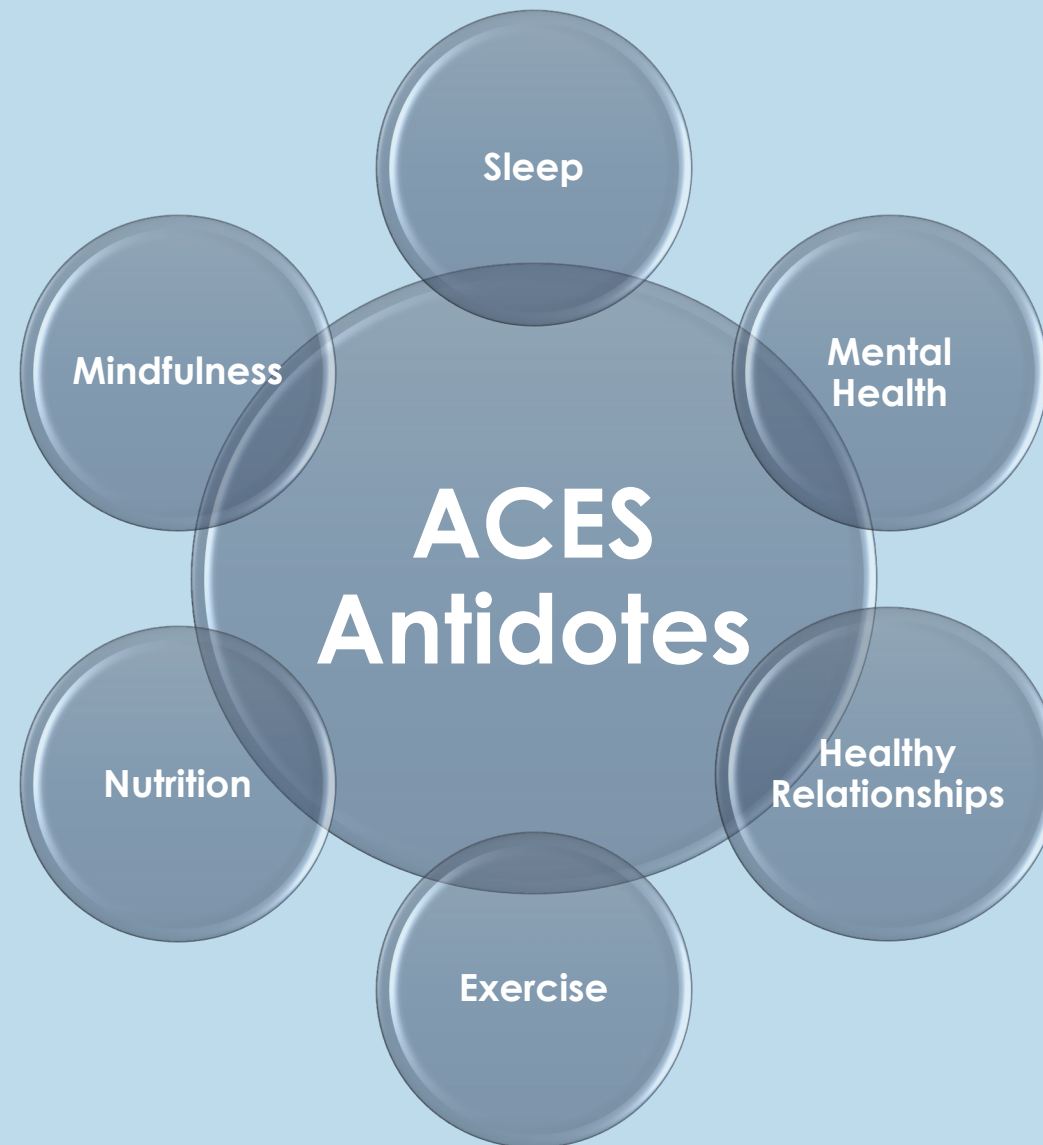 Sleep
Mental
Health
Healthy
Relationships
Exercise
Nutrition
Mindfulness
ACES
Antidotes